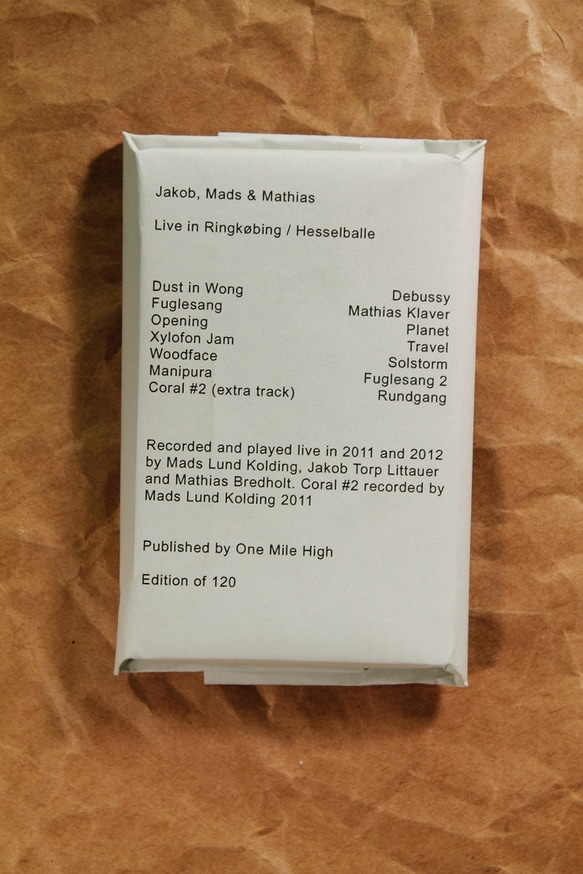 Jakob, Mads & Mathias
Live in Ringkøbing / Hesselballe
Dust in Wong
Fuglesang
Opening
Xylofon Jam
Woodface
Manipura
Coral #2 (extra track)
Debussy
Mathias Klaver
Planet
Travel
Solstorm
Fuglesang 2
Rundgang
Recorded and played live in 2011 and 2012
by Mads Lund Kolding, Jakob Torp Littauer
and Mathias Bredholt. Coral #2 recorded by
Mads Lund Kolding 2011
Published by One Mile High
Edition of 120